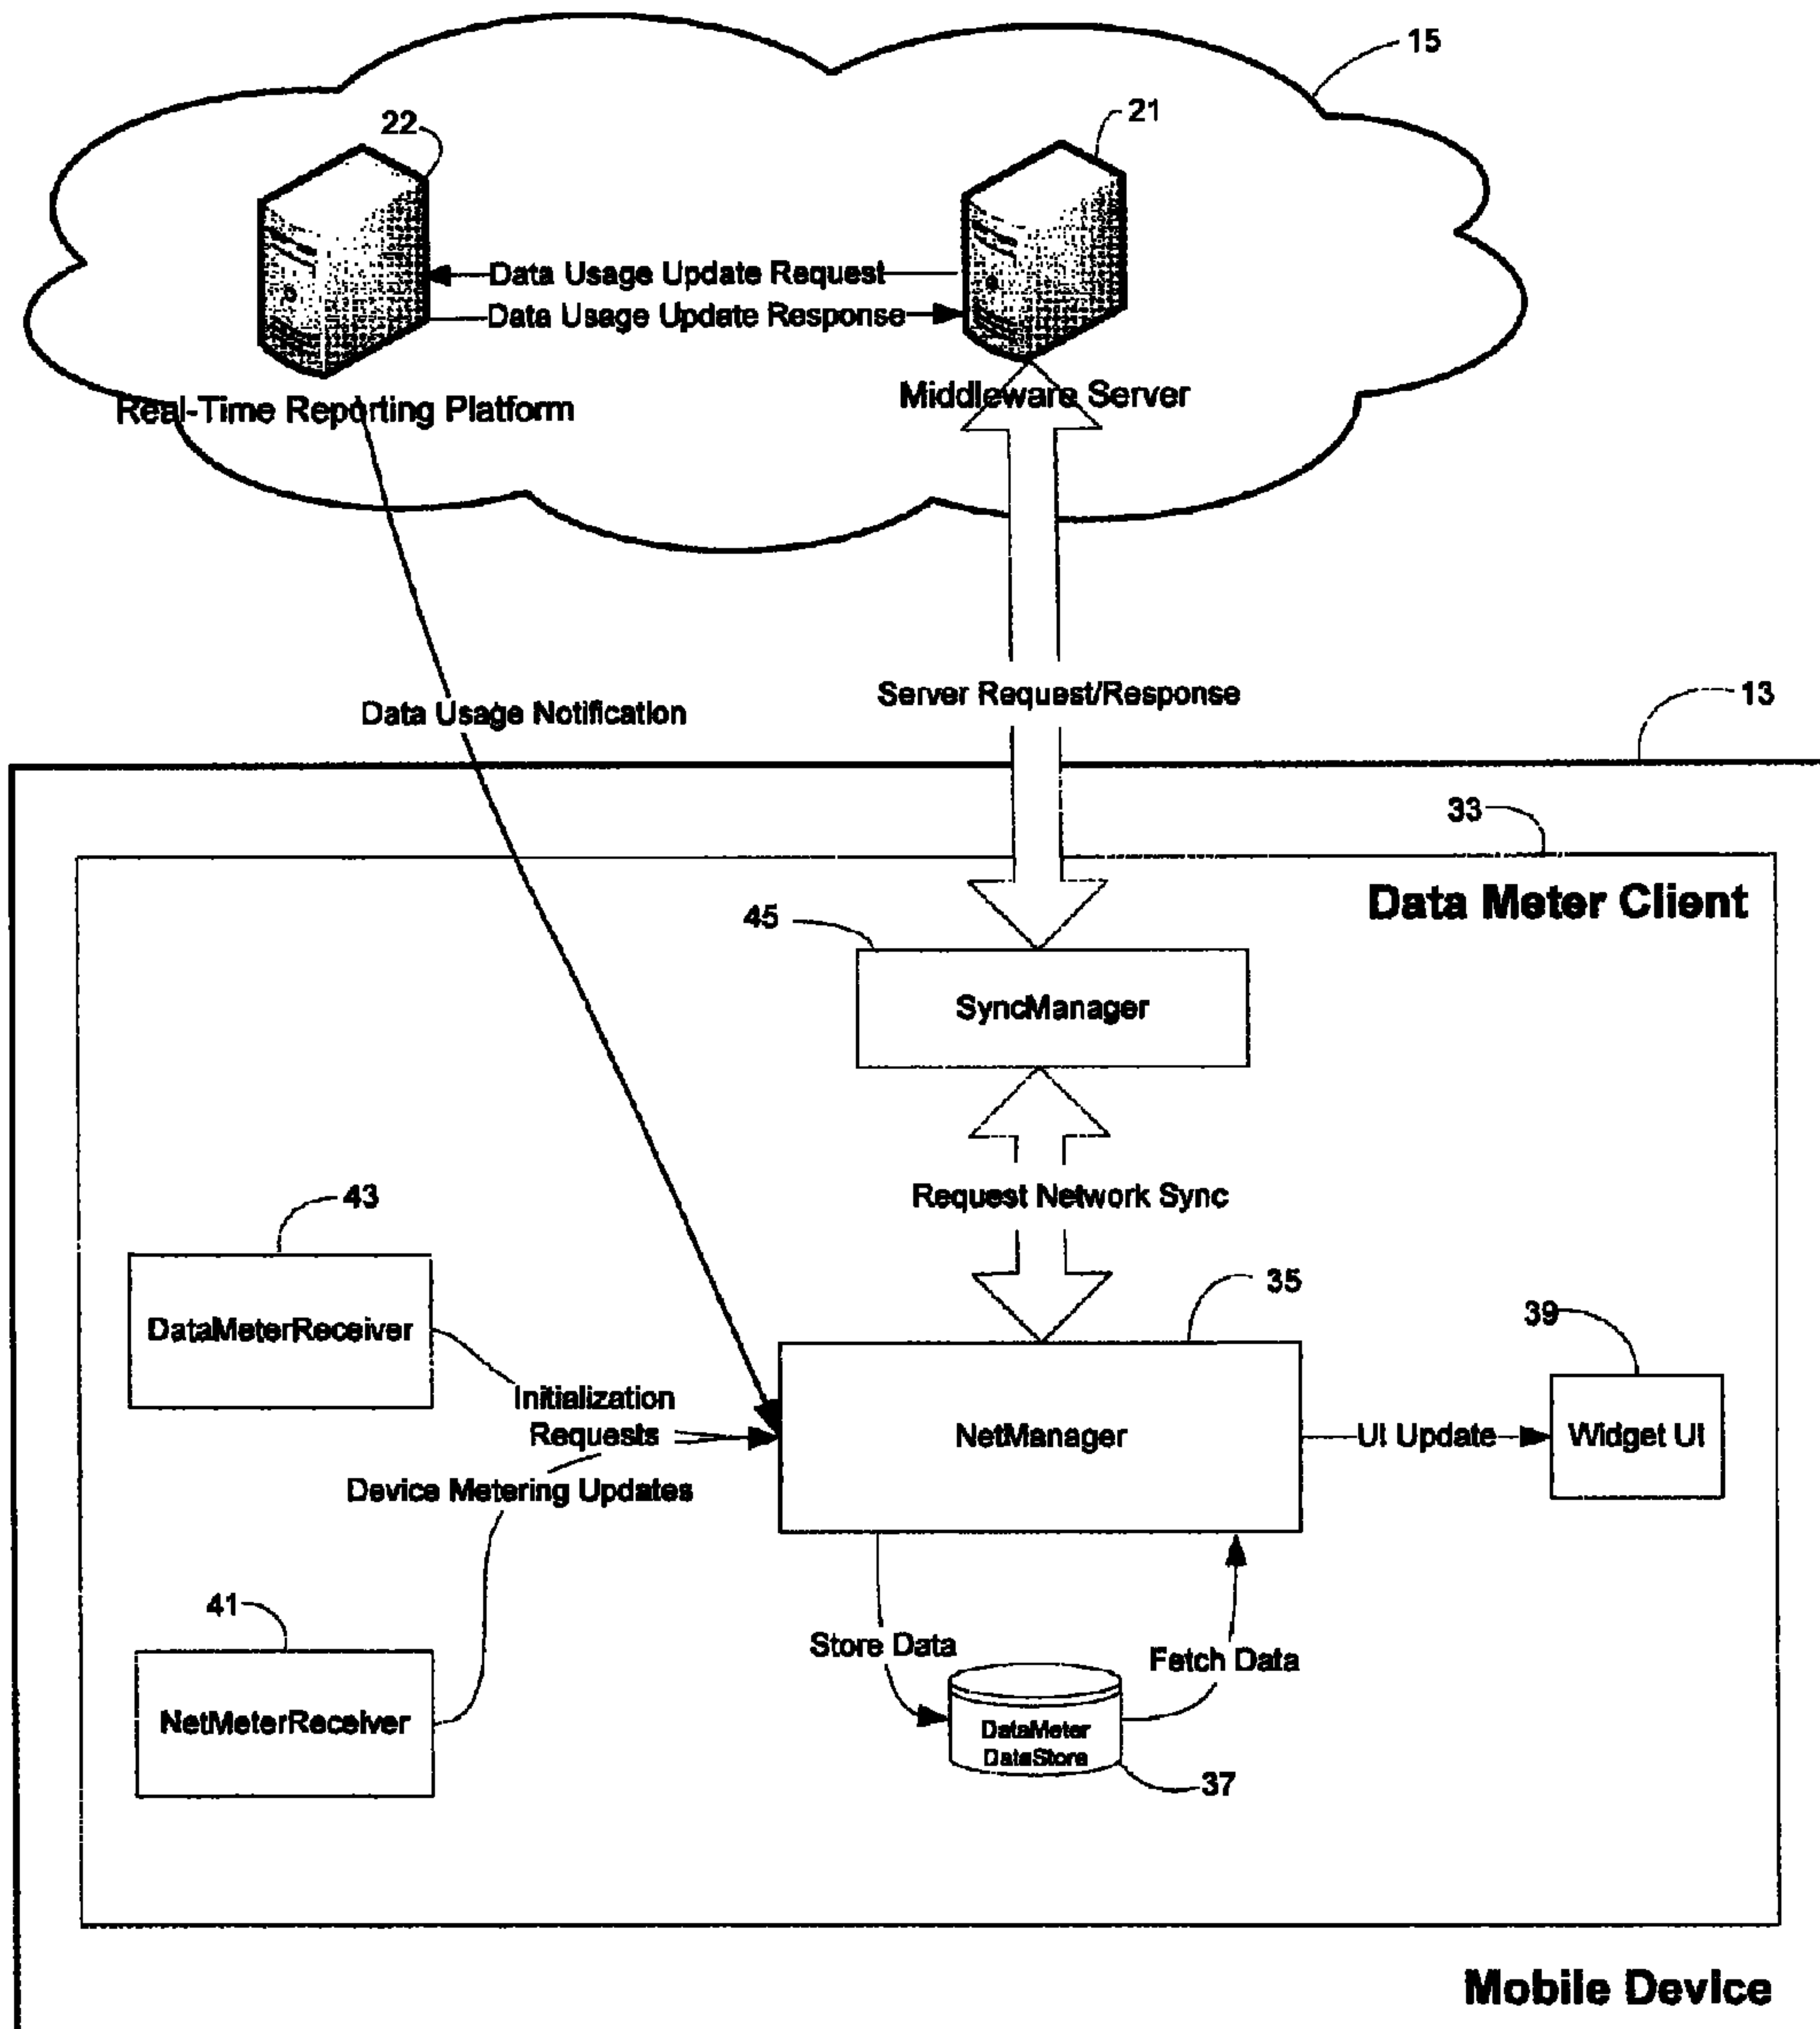 15
22
21
Data Usage Update Request
Data Usage Update Response
Real-Time Reporting Platform
Middleware Server
Server Request/Response
Data Usage Notification
13
33
Data Meter Client
45
SyncManager
Request Network Sync
43
35
39
DataMeterReceiver
Initialization
Requests
NetManager
UI Update
Widget UI
Device Metering Updates
41
Store Data
Fetch Data
NetMeterReceiver
DataMeter
DataStore
37
Mobile Device